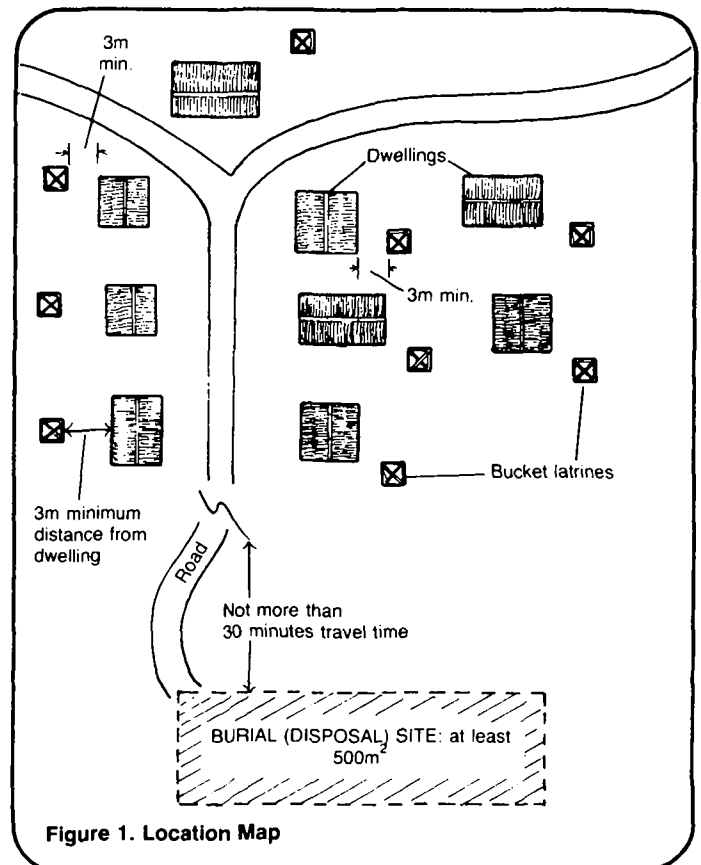 3m
min.
Dwellings
3m min.
Bucket latrines
3m minimum
distance from
dwelling
Road
Not more than
30 minutes travel time
BURIAL (DISPOSAL) SITE: at least
500m²
Figure 1. Location Map